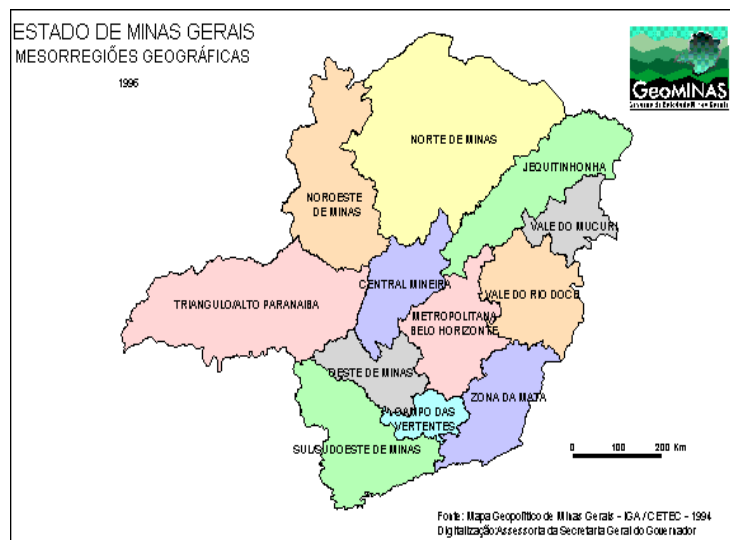 ESTADO DE MINAS GERAIS
MESORREGIÕES GEOGRÁFICAS
1996
GeoMINAS
NORTE DE MINAS
JEQUITINHONHA
NOROESTE
DE MINAS
VALE DO MUCURI
CENTRAL MINEIRA
VALE DO RIO DOCE
TRIANGULO/ALTO PARANAIBA
METROPOLITANA
BELO HORIZONTE
OESTE DE MINAS
ZONA DA MATA
CAMPO DAS
VERTENTES
SUL/SUDOESTE DE MINAS
0 100 200 Km
Fonte: Mapa Geopolítico de Minas Gerais - IGA / CETEC - 1994
Digitalização:Assessoria da Secretaria Geral do Governador